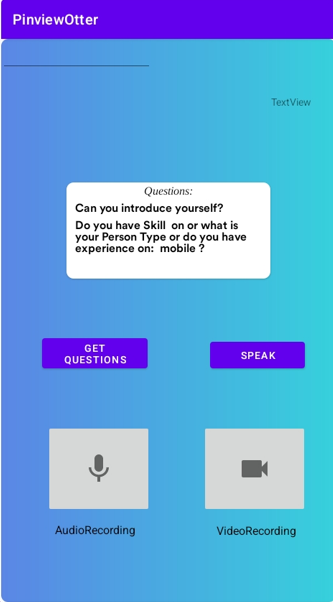 PinviewOtter
TextView
Questions:
Can you introduce yourself?
Do you have Skill on or what is
your Person Type or do you have
experience on: mobile ?
GET
QUESTIONS
SPEAK
AudioRecording
VideoRecording